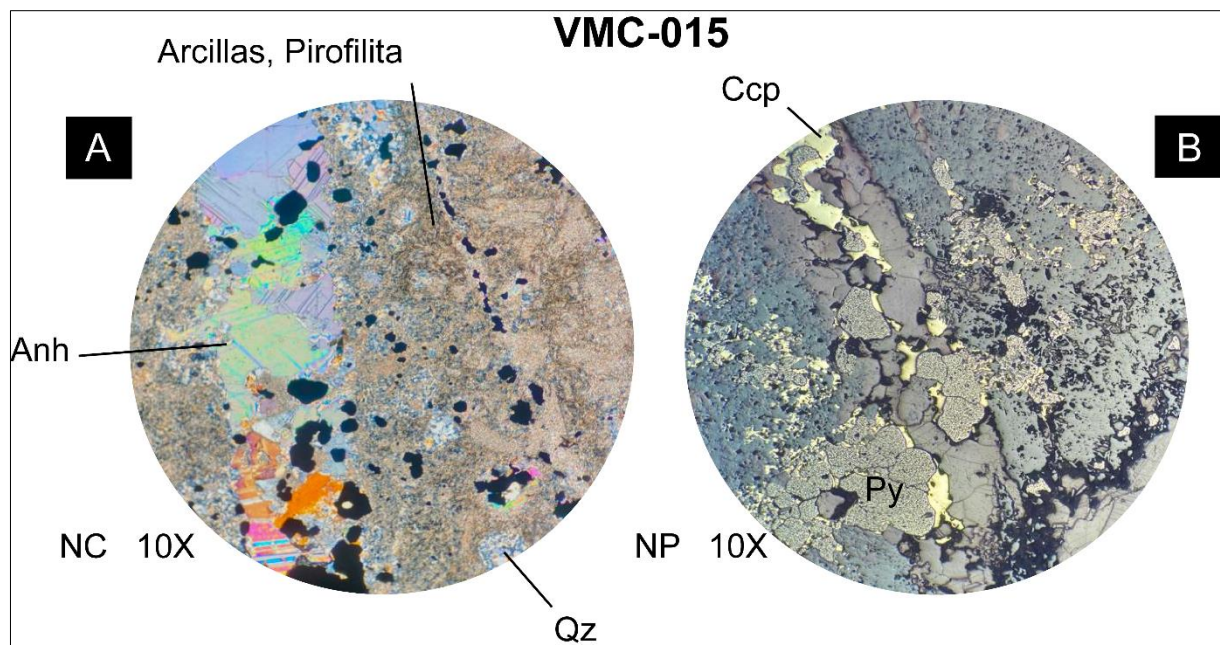 VMC-015
Arcillas, Pirofilita
Ccp
A
B
Anh
Py
NC 10X
NP 10X
Qz